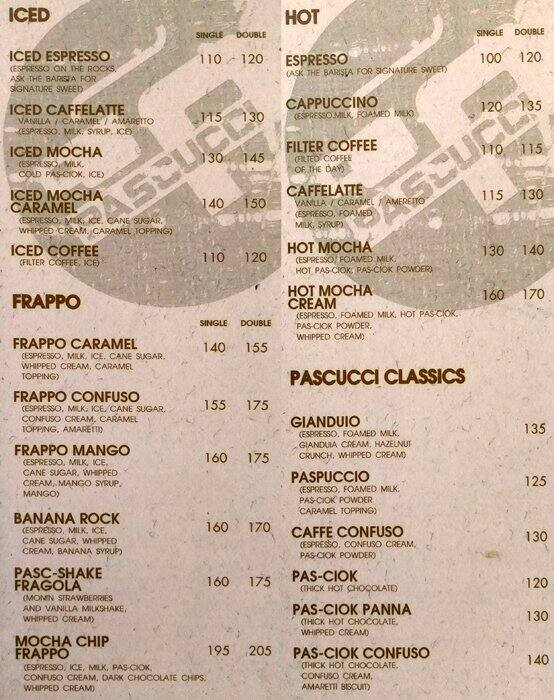 ICED
SINGLE DOUBLE
ICED ESPRESSO 110 120
(ESPRESSO ON THE ROCKS,
ASK THE BARISTA FOR
SIGNATURE SWEET)
ICED CAFFELATTE 115 130
VANILLA / CARAMEL / AMARETTO
(ESPRESSO, MILK, SYRUP, ICE)
ICED MOCHA 130 145
(ESPRESSO, MILK,
COLD PAS-CIOK, ICE)
ICED MOCHA
CARAMEL 140 150
(ESPRESSO, MILK, ICE, CANE SUGAR,
WHIPPED CREAM, CARAMEL TOPPING)
ICED COFFEE 110 120
(FILTER COFFEE, ICE)
FRAPPO
SINGLE DOUBLE
FRAPPO CARAMEL 140 155
(ESPRESSO, MILK, ICE, CANE SUGAR,
WHIPPED CREAM, CARAMEL
TOPPING)
FRAPPO CONFUSO 155 175
(ESPRESSO, MILK, ICE, CANE SUGAR,
CONFUSO CREAM, CARAMEL
TOPPING, AMARETTI)
FRAPPO MANGO 160 175
(ESPRESSO, MILK, ICE,
CANE SUGAR, WHIPPED
CREAM, MANGO SYRUP,
MANGO)
BANANA ROCK 160 170
(ESPRESSO, MILK, ICE,
CANE SUGAR, WHIPPED
CREAM, BANANA SYRUP)
PASC-SHAKE
FRAGOLA 160 175
(MONIN STRAWBERRIES
AND VANILLA MILKSHAKE,
WHIPPED CREAM)
MOCHA CHIP
FRAPPO 195 205
(ESPRESSO, ICE, MILK, PAS-CIOK,
CONFUSO CREAM, DARK CHOCOLATE CHIPS,
WHIPPED CREAM)
HOT
SINGLE DOUBLE
ESPRESSO 100 120
(ASK THE BARISTA FOR SIGNATURE SWEET)
CAPPUCCINO 120 135
(ESPRESSO, MILK, FOAMED MILK)
FILTER COFFEE 110 115
(FILTED COFFEE
OF THE DAY)
CAFFELATTE 115 130
VANILLA / CARAMEL / AMERETTO
(ESPRESSO, FOAMED
MILK, SYRUP)
HOT MOCHA 130 140
(ESPRESSO, FOAMED MILK,
HOT PAS-CIOK, PAS-CIOK POWDER)
HOT MOCHA
CREAM 160 170
(ESPRESSO, FOAMED MILK, HOT PAS-CIOK,
PAS-CIOK POWDER,
WHIPPED CREAM)
PASCUCCI CLASSICS
GIANDUIO 135
(ESPRESSO, FOAMED MILK,
GIANDUIA CREAM, HAZELNUT
CRUNCH, WHIPPED CREAM)
PASPUCCIO 125
(ESPRESSO, FOAMED MILK,
PAS-CIOK POWDER
CARAMEL TOPPING)
CAFFE CONFUSO 130
(ESPRESSO, CONFUSO CREAM,
PAS-CIOK POWDER)
PAS-CIOK 120
(THICK HOT CHOCOLATE)
PAS-CIOK PANNA 130
(THICK HOT CHOCOLATE,
WHIPPED CREAM)
PAS-CIOK CONFUSO 140
(THICK HOT CHOCOLATE,
CONFUSO CREAM,
AMARETTI BISCUIT)
PASCUCCI
PASCUCCI